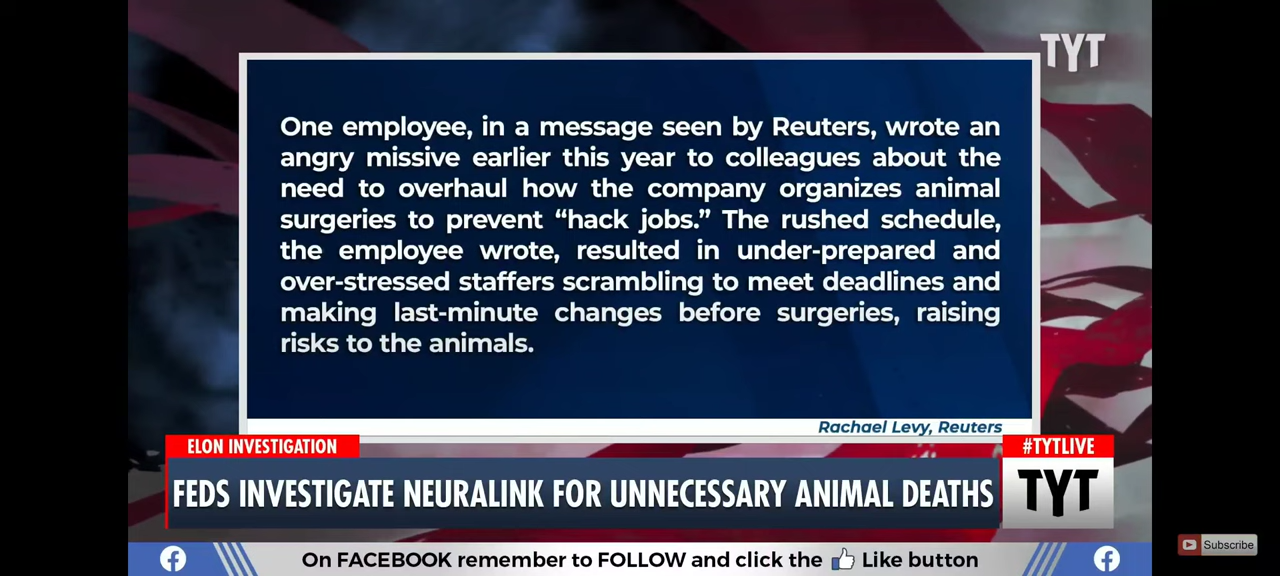 TYT
One employee, in a message seen by Reuters, wrote an
angry missive earlier this year to colleagues about the
need to overhaul how the company organizes animal
surgeries to prevent “hack jobs.” The rushed schedule,
the employee wrote, resulted in under-prepared and
over-stressed staffers scrambling to meet deadlines and
making last-minute changes before surgeries, raising
risks to the animals.
Rachael Levy, Reuters
ELON INVESTIGATION
#TYTLIVE
FEDS INVESTIGATE NEURALINK FOR UNNECESSARY ANIMAL DEATHS
TYT
On FACEBOOK remember to FOLLOW and click the Like button
Subscribe